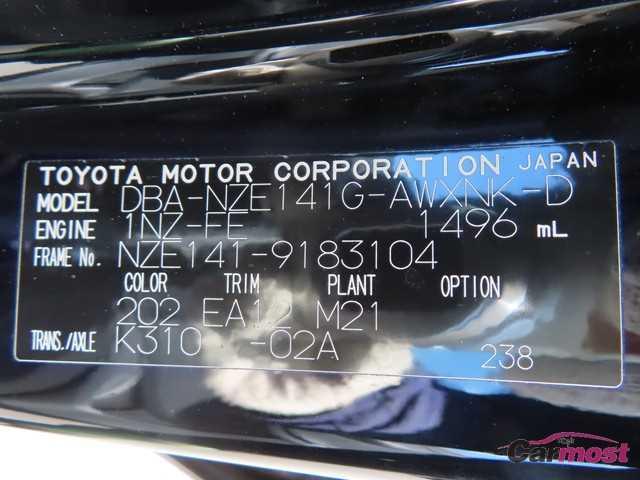 TOYOTA MOTOR CORPORATION JAPAN
MODEL DBA-NZE141G-AWXNK-D
ENGINE 1NZ-FE 1496 mL
FRAME No. NZE141-9183104
COLOR TRIM PLANT OPTION
202 EA12 M21
TRANS./AXLE K310 -02A 238
Carmost